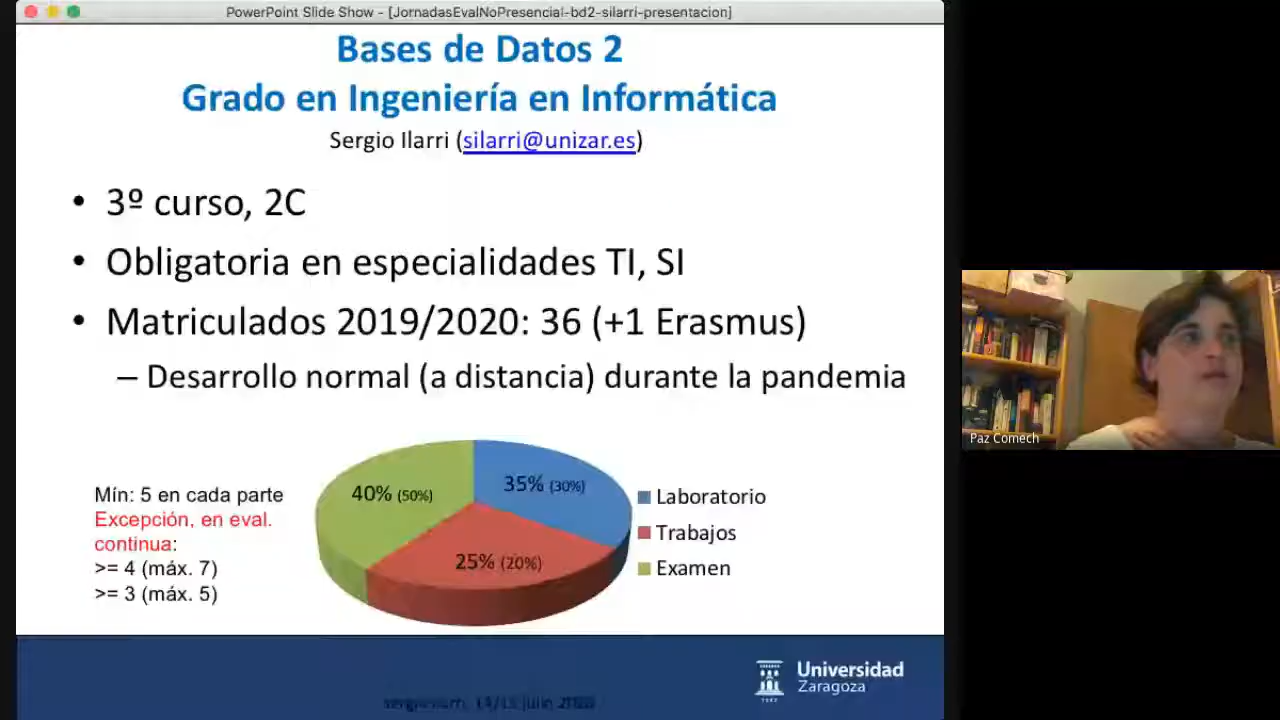 PowerPoint Slide Show - [JornadasEvalNoPresencial-bd2-silarri-presentacion]
Bases de Datos 2
Grado en Ingeniería en Informática
Sergio Ilarri (silarri@unizar.es)
• 3º curso, 2C
• Obligatoria en especialidades TI, SI
• Matriculados 2019/2020: 36 (+1 Erasmus)
– Desarrollo normal (a distancia) durante la pandemia
Mín: 5 en cada parte
Excepción, en eval.
continua:
>= 4 (máx. 7)
>= 3 (máx. 5)
40% (50%)
35% (30%)
25% (20%)
Laboratorio
Trabajos
Examen
Universidad
Zaragoza
1542
julio
Paz Comech